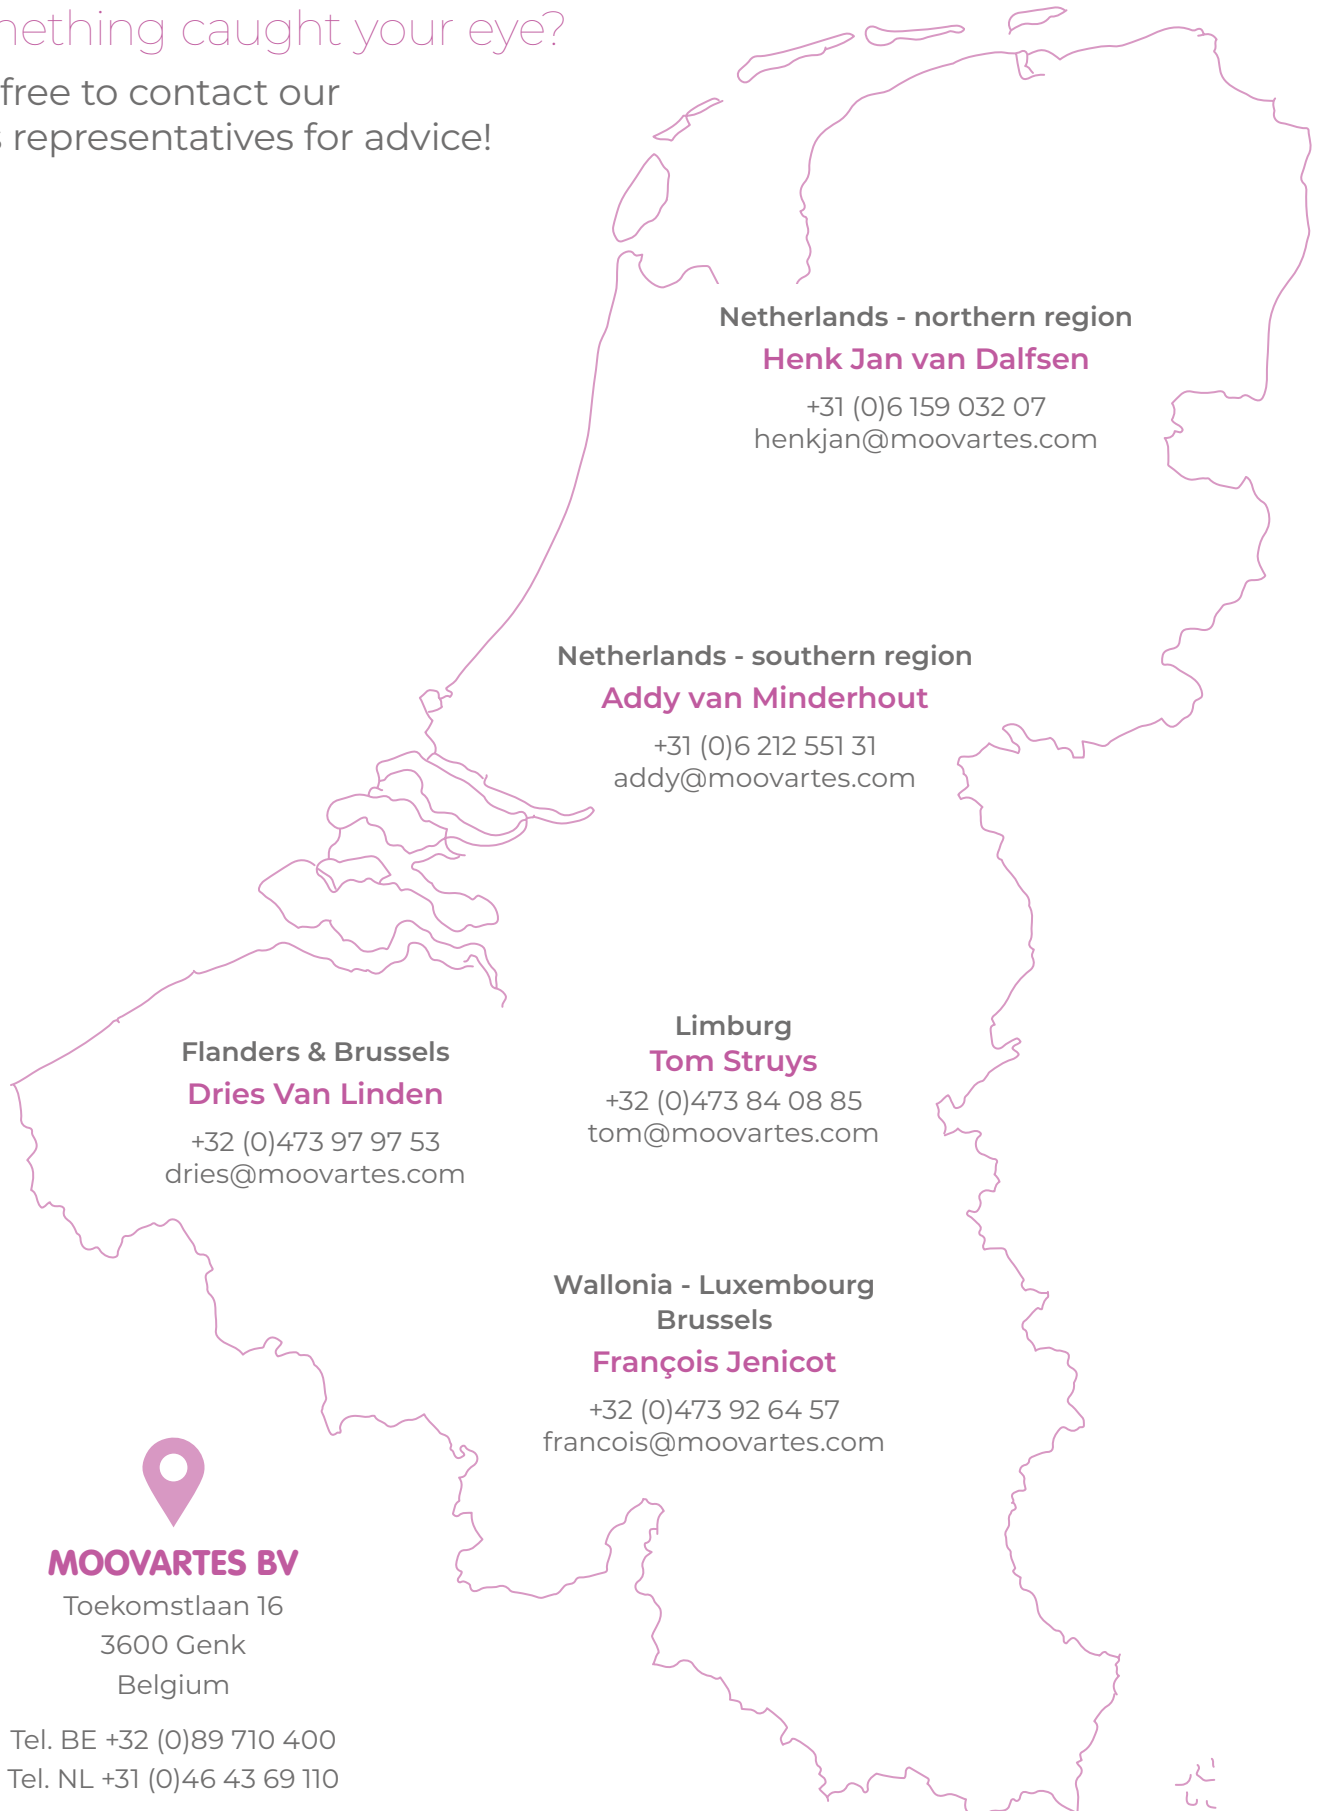 mething caught your eye?
free to contact our
s representatives for advice!
Netherlands - northern region
Henk Jan van Dalfsen
+31 (0)6 159 032 07
henkjan@moovartes.com
Netherlands - southern region
Addy van Minderhout
+31 (0)6 212 551 31
addy@moovartes.com
Limburg
Tom Struys
+32 (0)473 84 08 85
tom@moovartes.com
Flanders & Brussels
Dries Van Linden
+32 (0)473 97 97 53
dries@moovartes.com
Wallonia - Luxembourg
Brussels
François Jenicot
+32 (0)473 92 64 57
francois@moovartes.com
MOOVARTES BV
Toekomstlaan 16
3600 Genk
Belgium
Tel. BE +32 (0)89 710 400
Tel. NL +31 (0)46 43 69 110